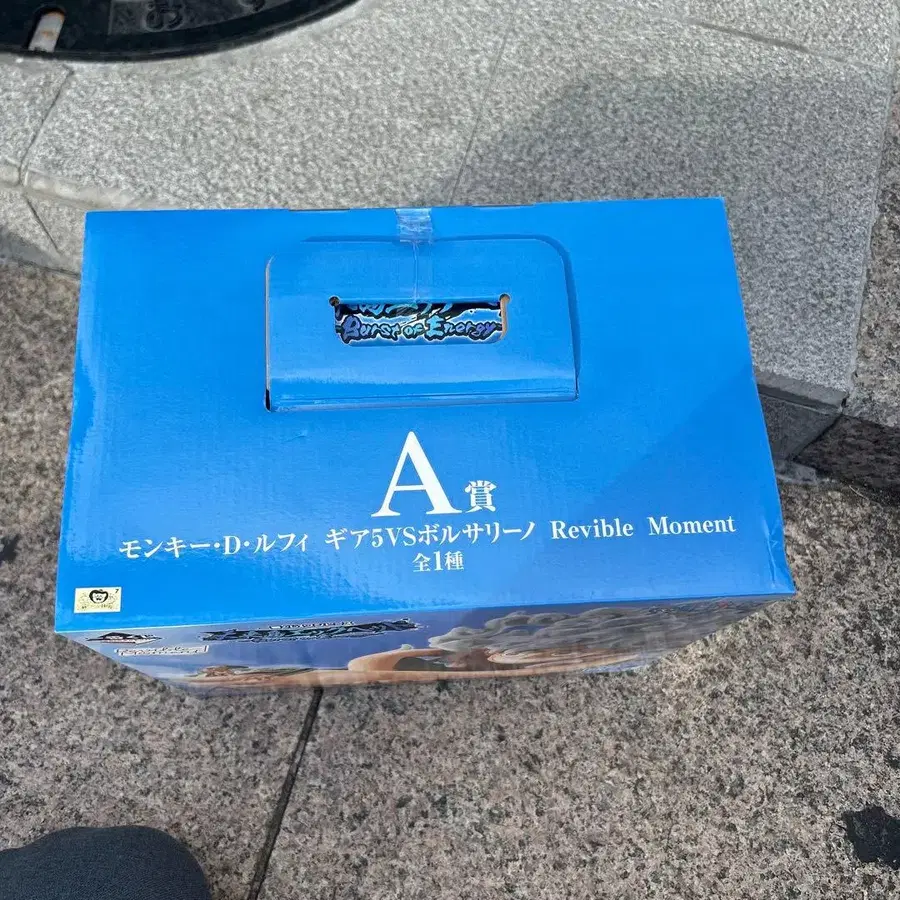 Burst of Energy
A賞
モンキー・D・ルフィ ギア5VSボルサリーノ Revible Moment
全1種